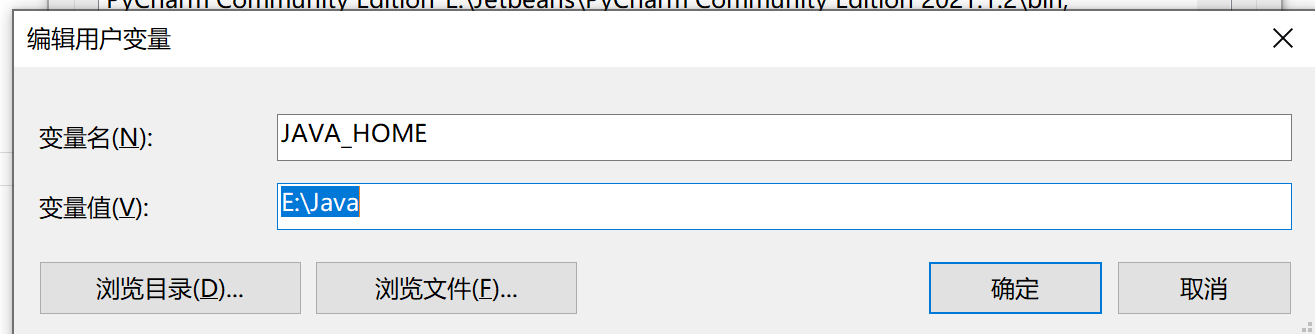 PyCharm Community Edition E:\Jetbeans\PyCharm Community Edition 2021.1.2\bin;
编辑用户变量
变量名(N):
JAVA_HOME
变量值(V):
E:\Java
浏览目录(D)...
浏览文件(F)...
确定
取消